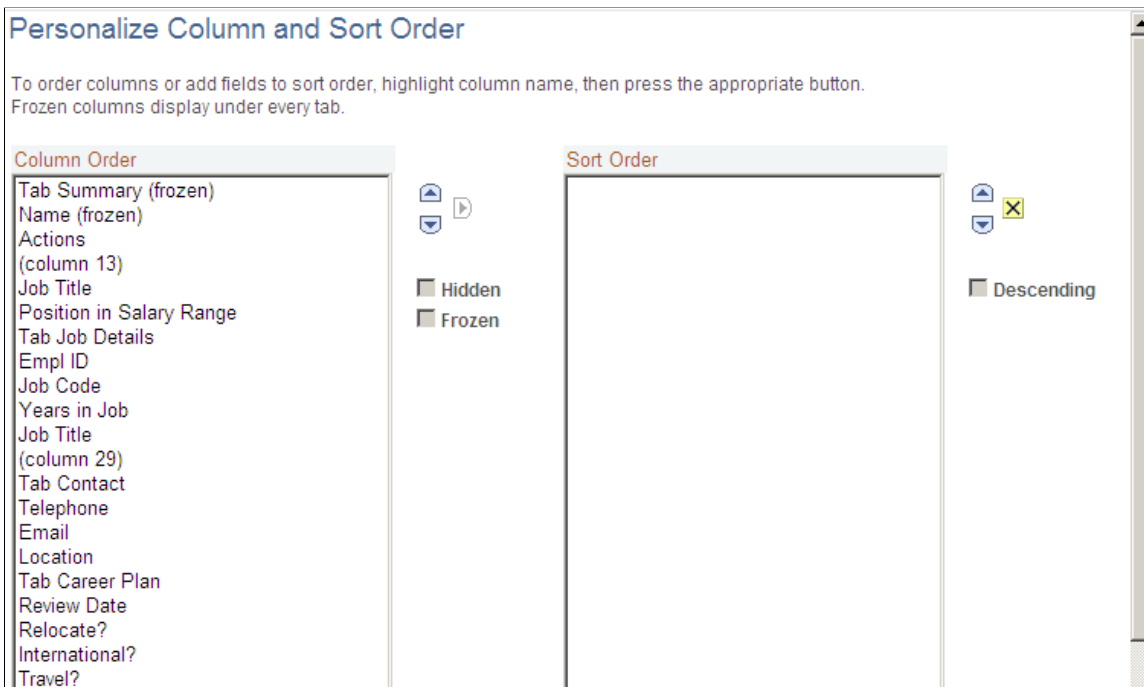 Personalize Column and Sort Order
To order columns or add fields to sort order, highlight column name, then press the appropriate button.
Frozen columns display under every tab.
Column Order
Tab Summary (frozen)
Name (frozen)
Actions
(column 13)
Job Title
Position in Salary Range
Tab Job Details
Empl ID
Job Code
Years in Job
Job Title
(column 29)
Tab Contact
Telephone
Email
Location
Tab Career Plan
Review Date
Relocate?
International?
Travel?
Hidden
Frozen
Sort Order
Descending